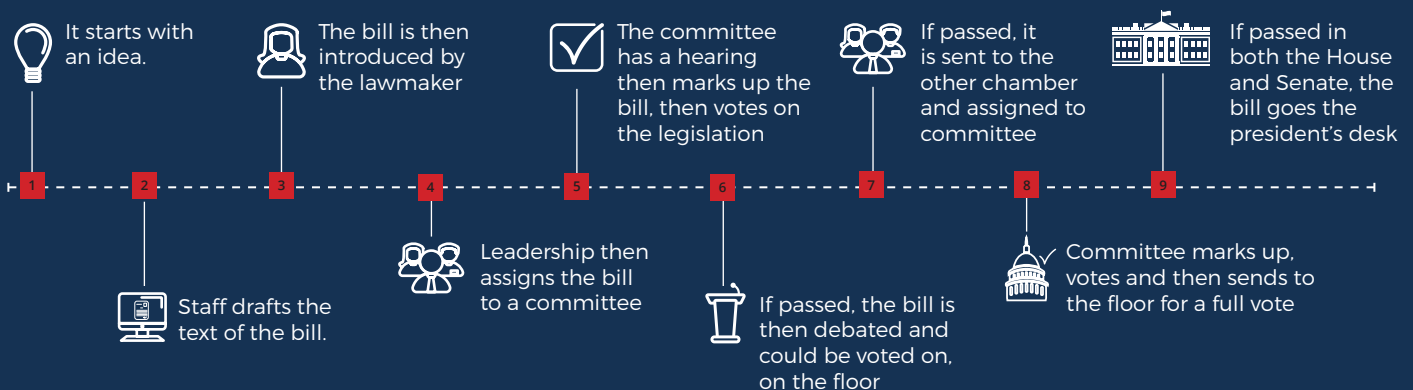 It starts with
an idea.
The bill is then
introduced by
the lawmaker
The committee
has a hearing
then marks up the
bill, then votes on
the legislation
If passed, it
is sent to the
other chamber
and assigned to
committee
If passed in
both the House
and Senate, the
bill goes the
president's desk
1
2
3
4
5
6
7
8
9
Staff drafts the
text of the bill.
Leadership then
assigns the bill
to a committee
If passed, the bill is
then debated and
could be voted on,
on the floor
Committee marks up,
votes and then sends to
the floor for a full vote